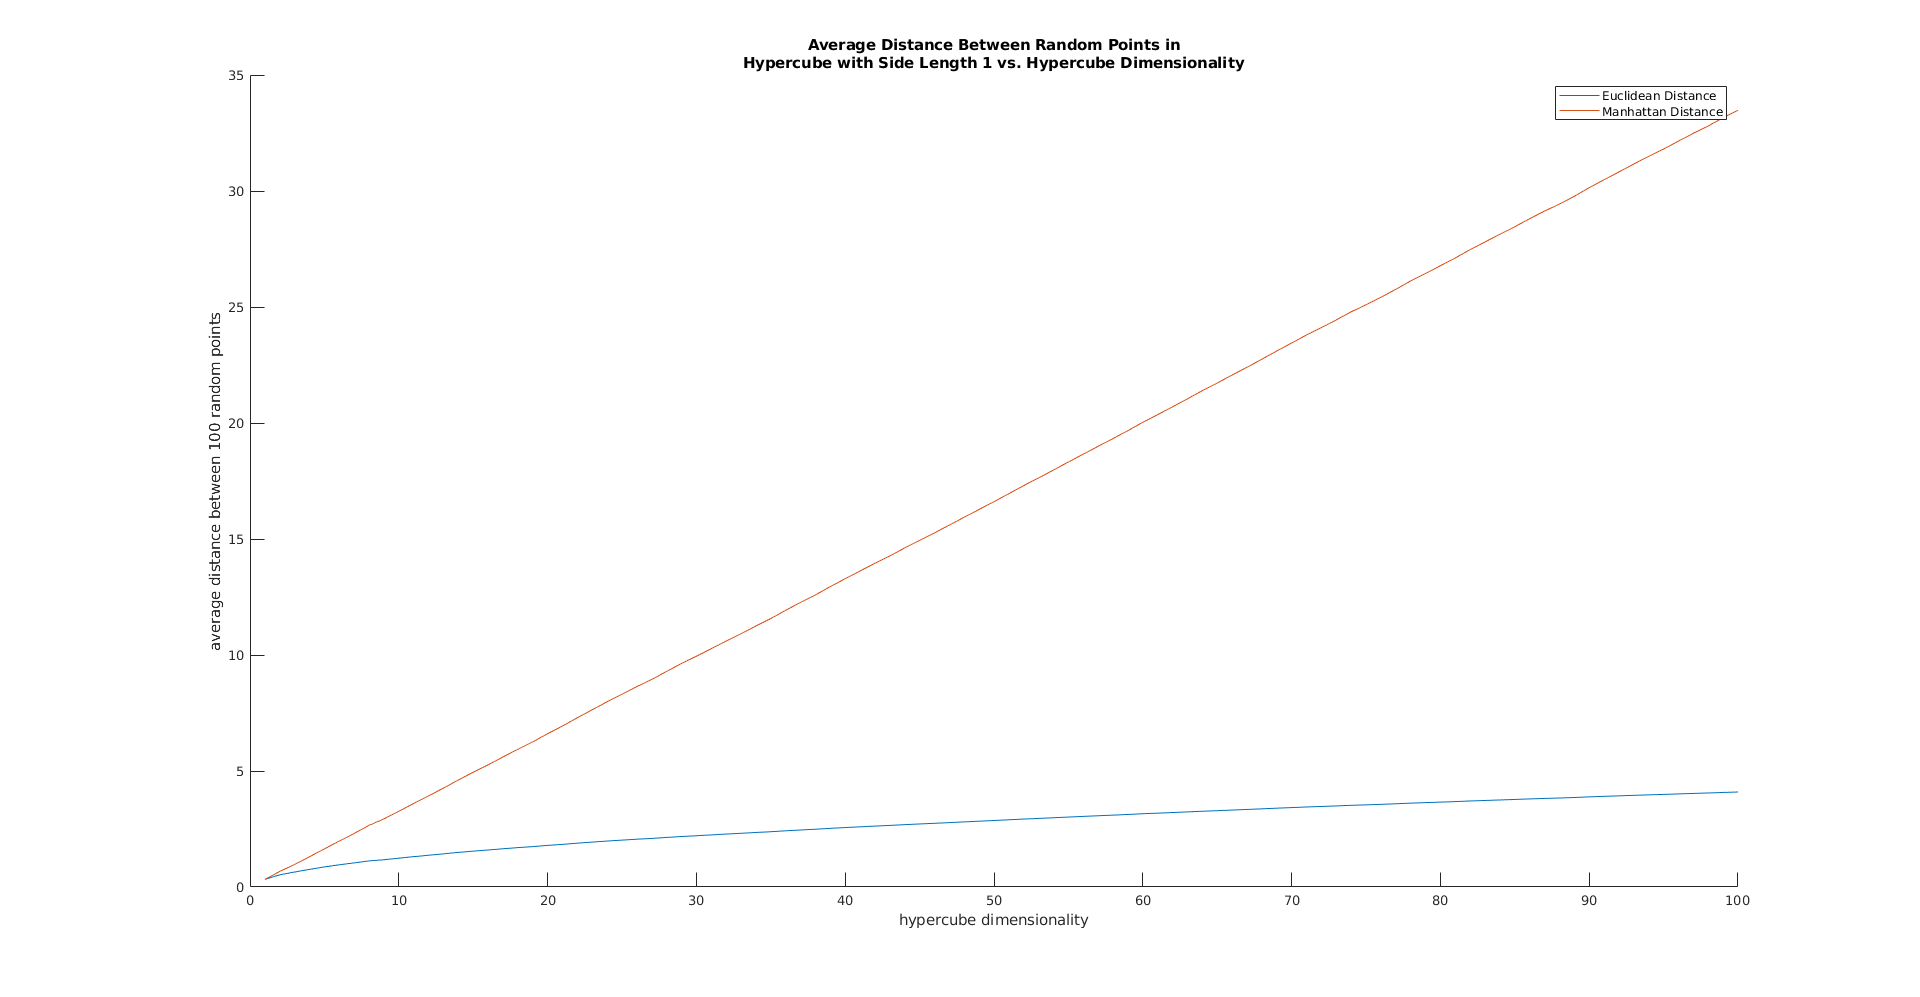 Average Distance Between Random Points in
Hypercube with Side Length 1 vs. Hypercube Dimensionality
Euclidean Distance
Manhattan Distance
average distance between 100 random points
35
30
25
20
15
10
5
0
0 10 20 30 40 50 60 70 80 90 100
hypercube dimensionality